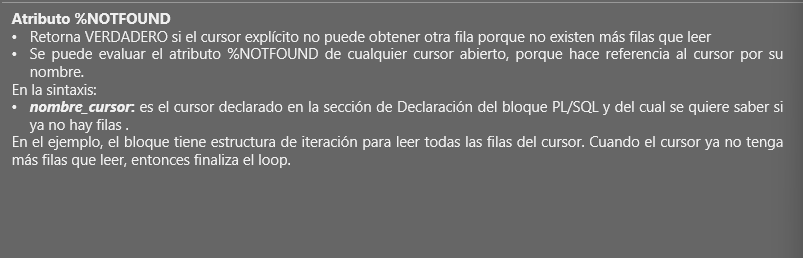 Atributo %NOTFOUND
• Retorna VERDADERO si el cursor explícito no puede obtener otra fila porque no existen más filas que leer
• Se puede evaluar el atributo %NOTFOUND de cualquier cursor abierto, porque hace referencia al cursor por su
nombre.
En la sintaxis:
• nombre_cursor: es el cursor declarado en la sección de Declaración del bloque PL/SQL y del cual se quiere saber si
ya no hay filas .
En el ejemplo, el bloque tiene estructura de iteración para leer todas las filas del cursor. Cuando el cursor ya no tenga
más filas que leer, entonces finaliza el loop.